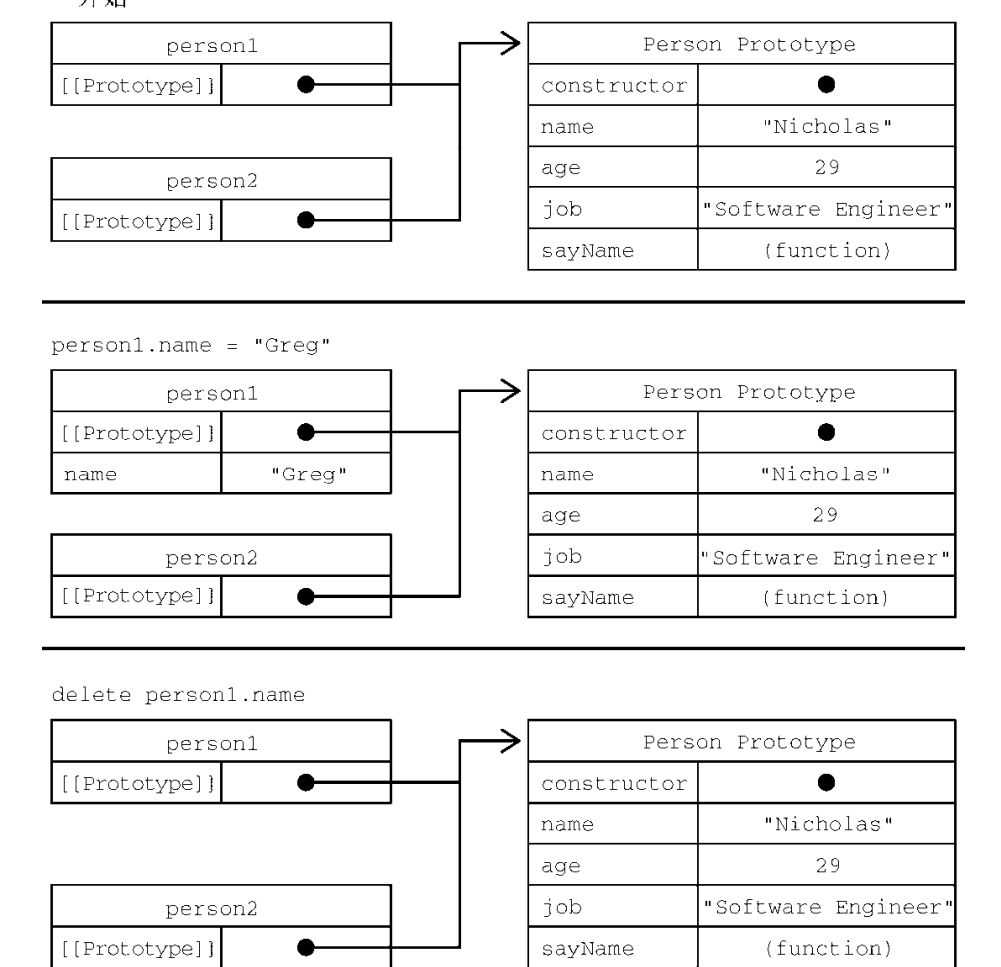 开始
person1
[[Prototype]]
person2
[[Prototype]]
Person Prototype
constructor
name "Nicholas"
age 29
job "Software Engineer"
sayName (function)
person1.name = "Greg"
person1
[[Prototype]]
name "Greg"
person2
[[Prototype]]
Person Prototype
constructor
name "Nicholas"
age 29
job "Software Engineer"
sayName (function)
delete person1.name
person1
[[Prototype]]
person2
[[Prototype]]
Person Prototype
constructor
name "Nicholas"
age 29
job "Software Engineer"
sayName (function)